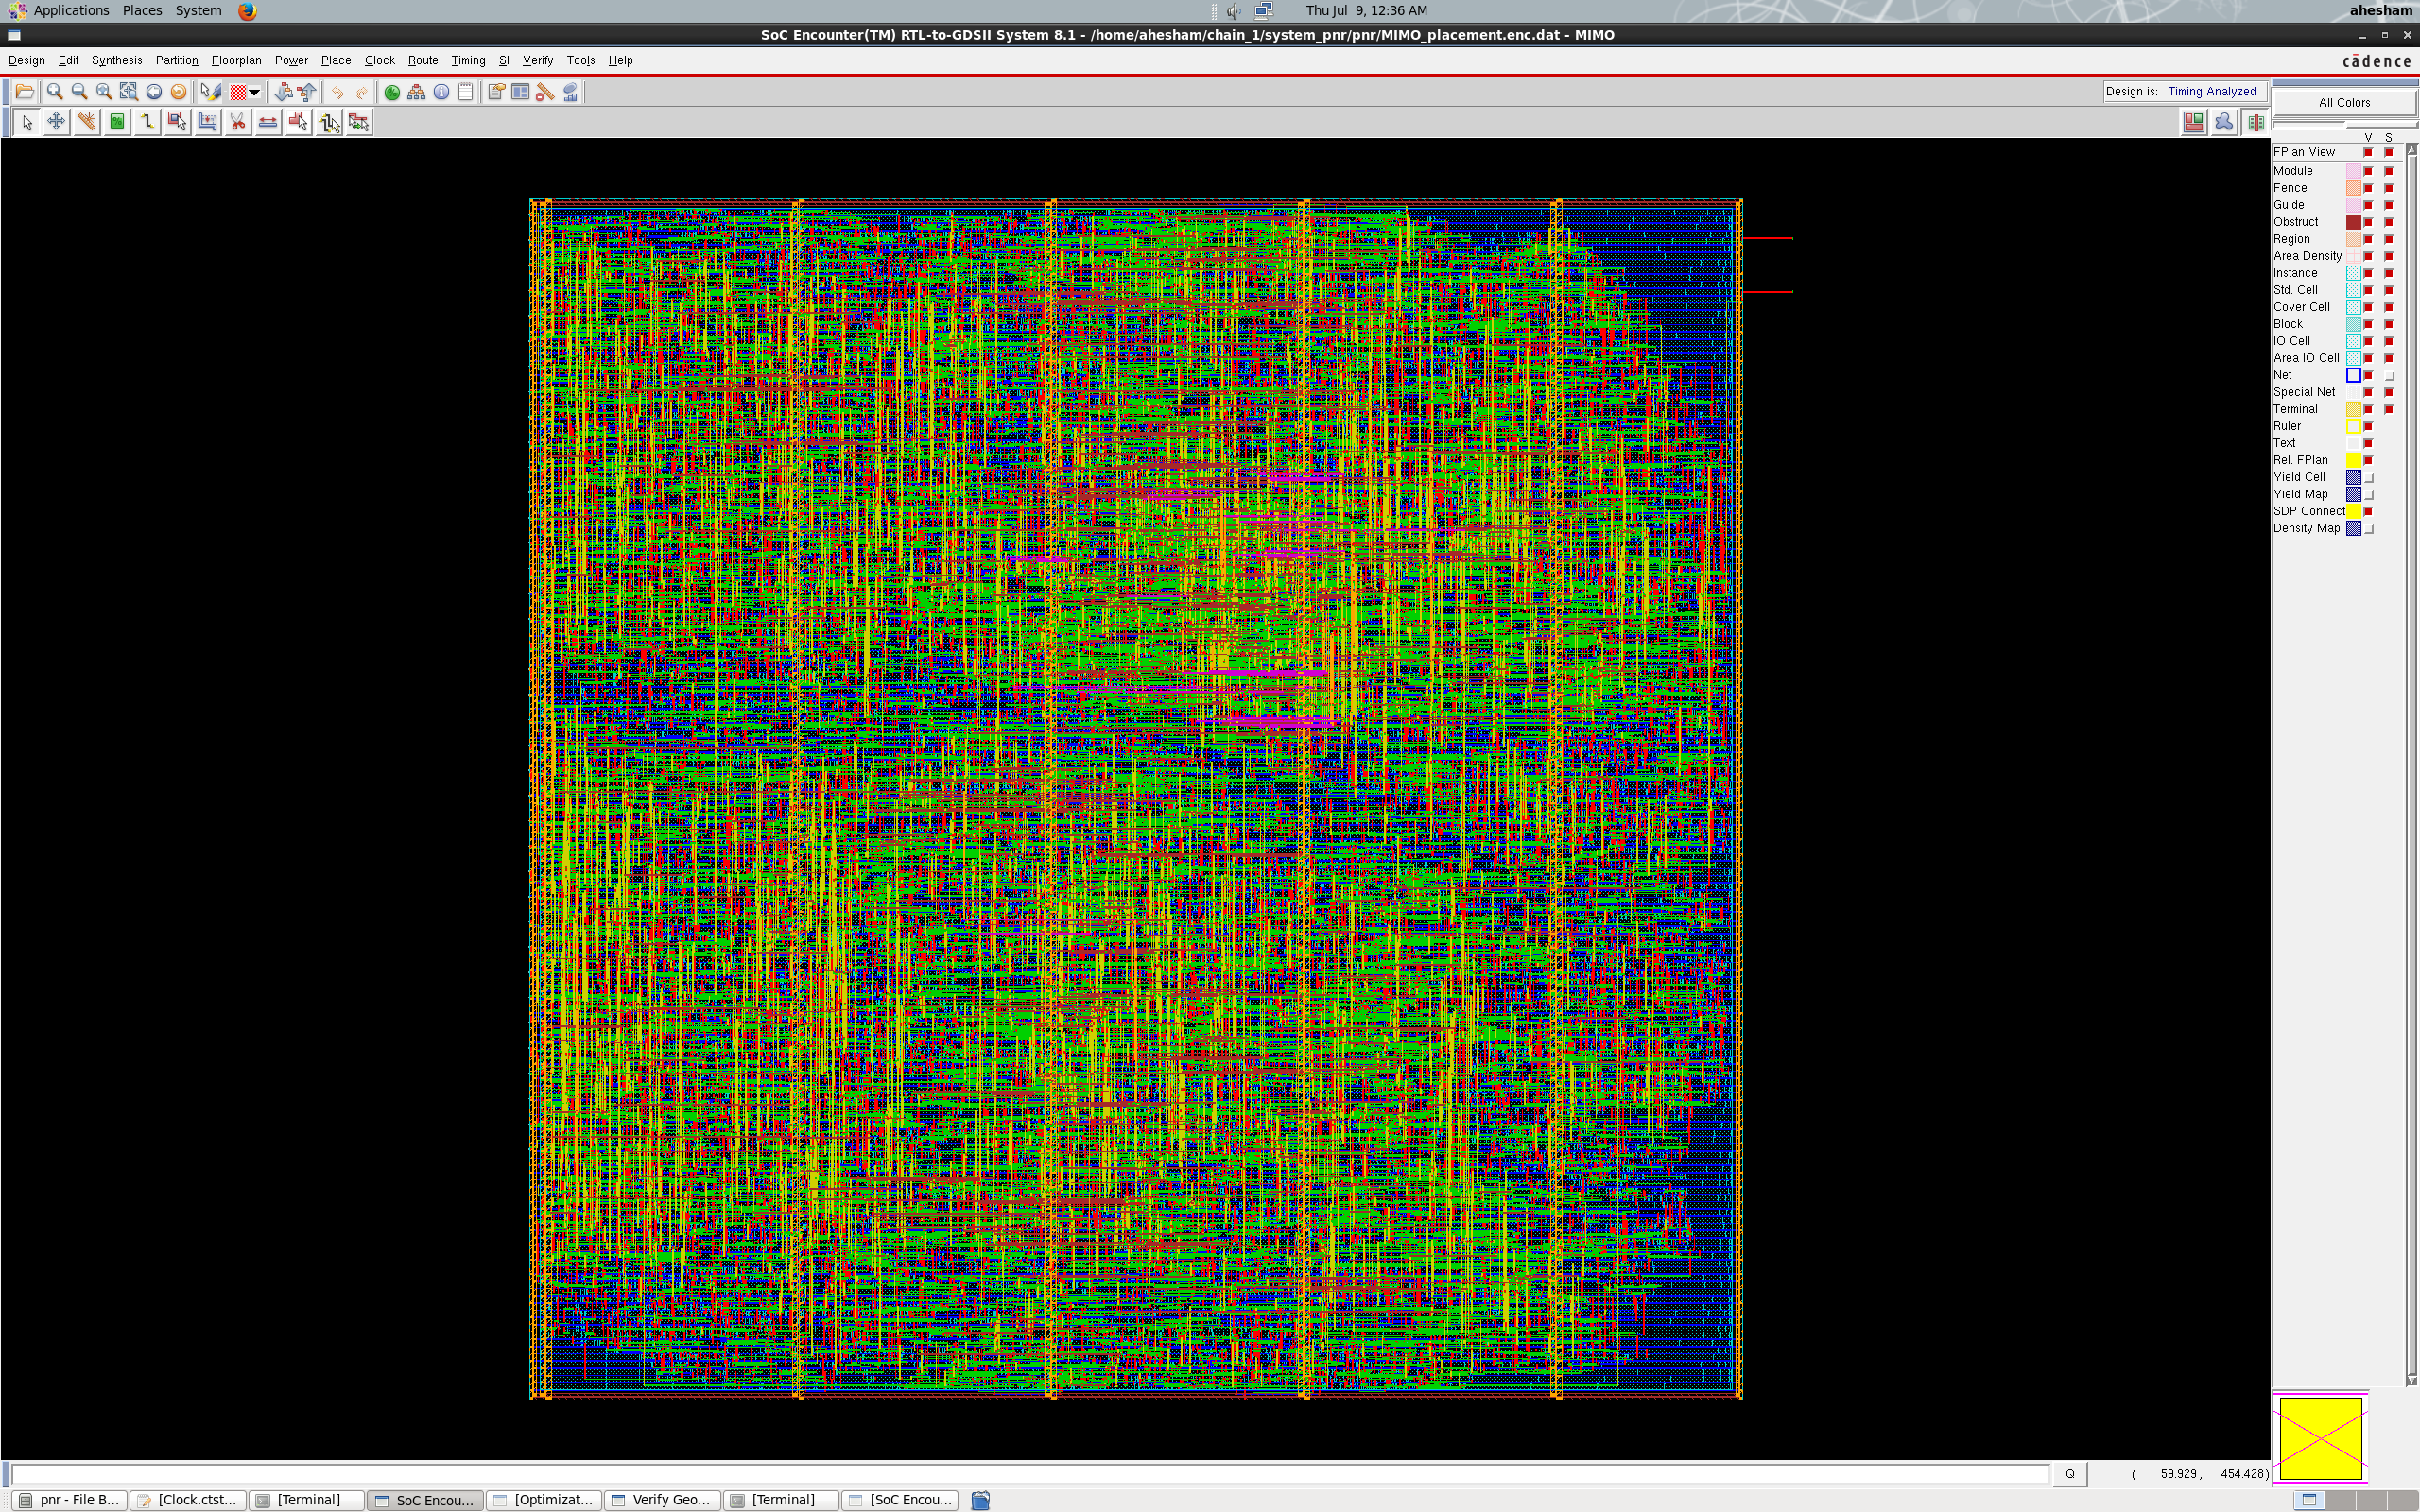 Applications Places System Thu Jul 9, 12:36 AM ahesham
SoC Encounter(TM) RTL-to-GDSII System 8.1 - /home/ahesham/chain_1/system_pnr/pnr/MIMO_placement.enc.dat - MIMO
Design Edit Synthesis Partition Floorplan Power Place Clock Route Timing SI Verify Tools Help cādence
Design is: Timing Analyzed
All Colors
V S
FPlan View
Module
Fence
Guide
Obstruct
Region
Area Density
Instance
Std. Cell
Cover Cell
Block
IO Cell
Area IO Cell
Net
Special Net
Terminal
Ruler
Text
Rel. FPlan
Yield Cell
Yield Map
SDP Connect
Density Map
Q ( 59.929 , 454.428)
pnr - File B... [Clock.ctst... [Terminal] SoC Encou... [Optimizat... Verify Geo... [Terminal] [SoC Encou...